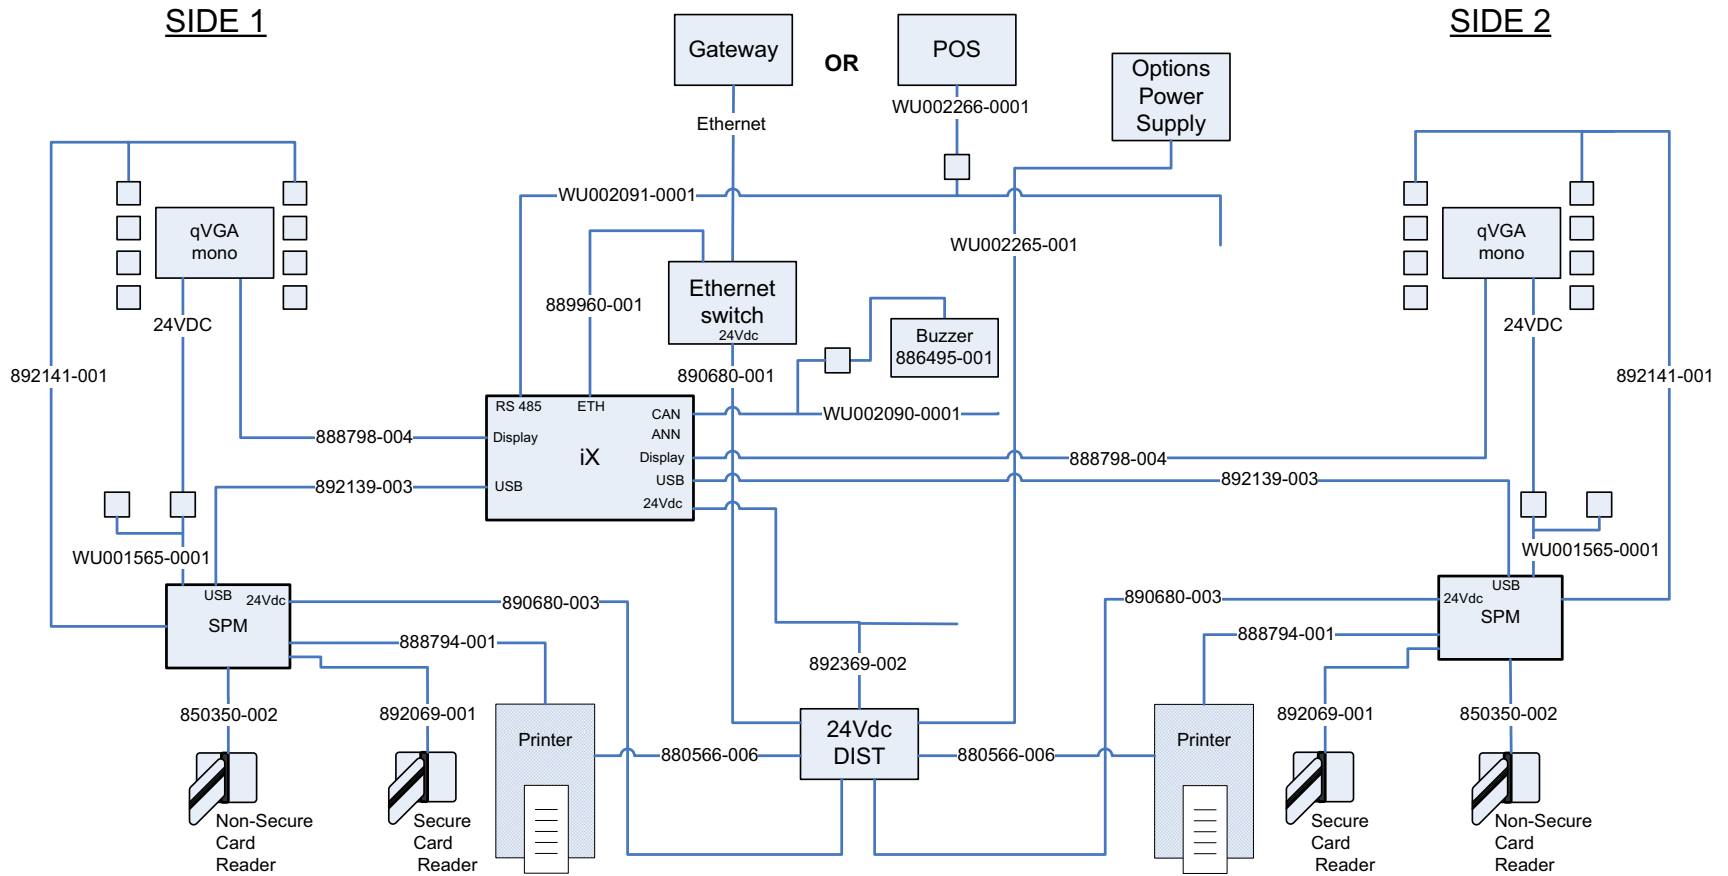 SIDE 1
SIDE 2
Gateway
OR
POS
Options
Power
Supply
WU002266-0001
Ethernet
WU002091-0001
qVGA
mono
qVGA
mono
WU002265-001
Ethernet
switch
24Vdc
889960-001
24VDC
24VDC
Buzzer
886495-001
892141-001
890680-001
892141-001
RS 485
ETH
CAN
WU002090-0001
ANN
888798-004
Display
iX
Display
888798-004
892139-003
USB
USB
892139-003
24Vdc
WU001565-0001
WU001565-0001
USB
24Vdc
SPM
890680-003
890680-003
USB
24Vdc
SPM
888794-001
888794-001
892369-002
850350-002
892069-001
892069-001
850350-002
Printer
880566-006
24Vdc
DIST
880566-006
Printer
Non-Secure
Card
Reader
Secure
Card
Reader
Secure
Card
Reader
Non-Secure
Card
Reader